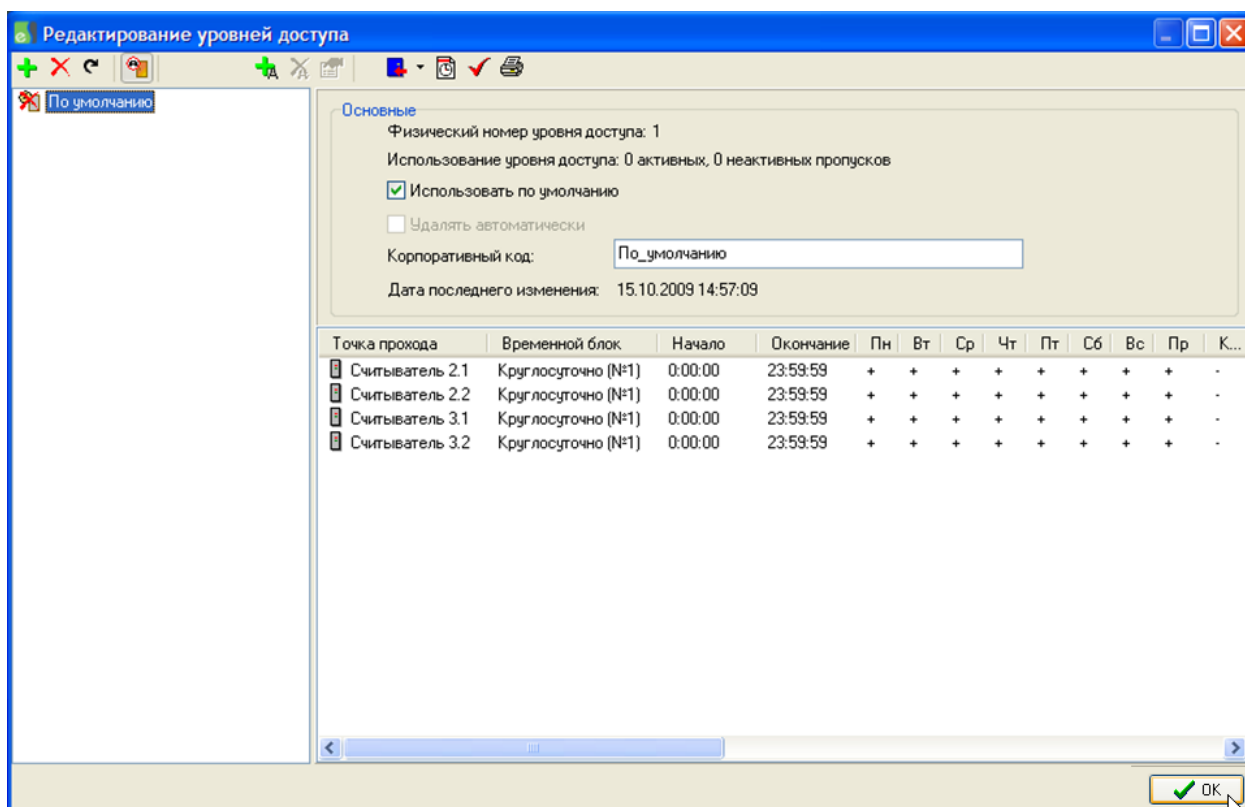 Редактирование уровней доступа
По умолчанию
Основные
Физический номер уровня доступа: 1
Использование уровня доступа: 0 активных, 0 неактивных пропусков
Использовать по умолчанию
Удалять автоматически
Корпоративный код: По_умолчанию
Дата последнего изменения: 15.10.2009 14:57:09
Точка прохода Временной блок Начало Окончание Пн Вт Ср Чт Пт Сб Вс Пр К...
Считыватель 2.1 Круглосуточно (№1) 0:00:00 23:59:59 + + + + + + + + -
Считыватель 2.2 Круглосуточно (№1) 0:00:00 23:59:59 + + + + + + + + -
Считыватель 3.1 Круглосуточно (№1) 0:00:00 23:59:59 + + + + + + + + -
Считыватель 3.2 Круглосуточно (№1) 0:00:00 23:59:59 + + + + + + + + -
OK